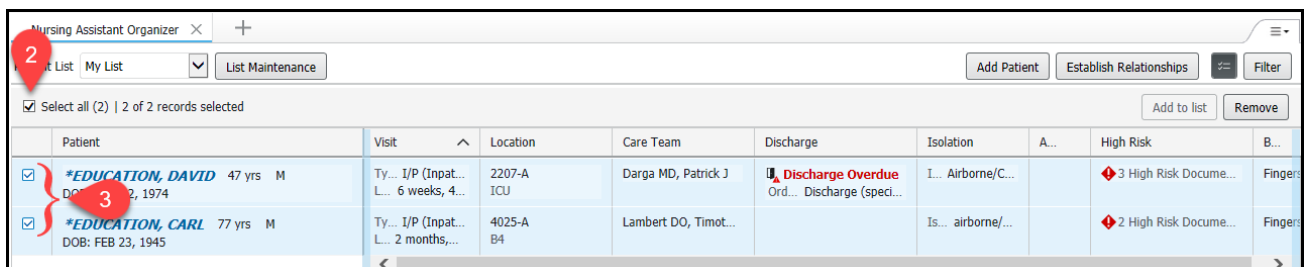 Nursing Assistant Organizer
2
t List My List List Maintenance Add Patient Establish Relationships Filter
Select all (2) | 2 of 2 records selected Add to list Remove
Patient Visit Location Care Team Discharge Isolation A... High Risk B...
*EDUCATION, DAVID 47 yrs M Ty... I/P (Inpat... 2207-A Darga MD, Patrick J Discharge Overdue I... Airborne/C... 3 High Risk Docume... Fingers
DO 2, 1974 L... 6 weeks, 4... ICU Ord... Discharge (speci...
3
*EDUCATION, CARL 77 yrs M Ty... I/P (Inpat... 4025-A Lambert DO, Timot... Is... airborne/... 2 High Risk Docume... Fingers
DOB: FEB 23, 1945 L... 2 months,... B4